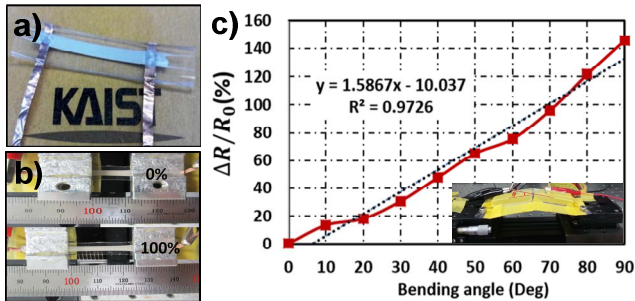 a)
KAIST
b)
0%
80
90
100
100%
90
100
c)
ΔR/R₀(%)
160
140
120
100
80
60
40
20
0
y = 1.5867x - 10.037
R² = 0.9726
0 10 20 30 40 50 60 70 80 90
Bending angle (Deg)